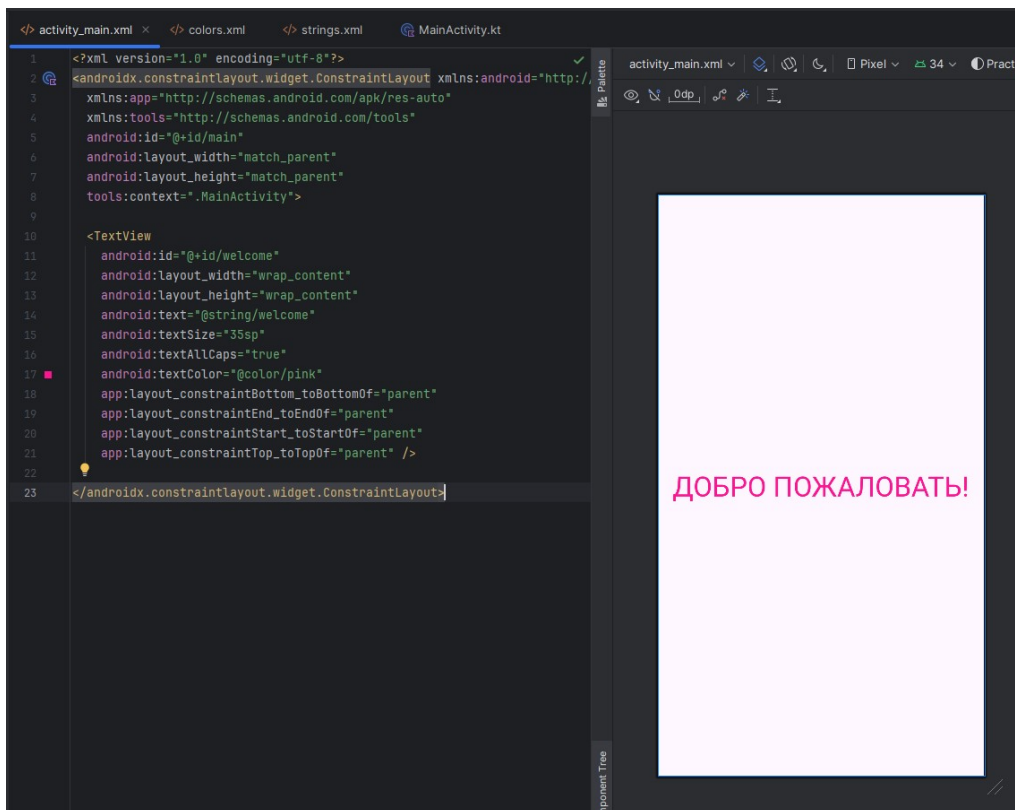 activity_main.xml
colors.xml
strings.xml
MainActivity.kt
1 <?xml version="1.0" encoding="utf-8"?>
2 <androidx.constraintlayout.widget.ConstraintLayout xmlns:android="http://
3 xmlns:app="http://schemas.android.com/apk/res-auto"
4 xmlns:tools="http://schemas.android.com/tools"
5 android:id="@+id/main"
6 android:layout_width="match_parent"
7 android:layout_height="match_parent"
8 tools:context=".MainActivity">
9
10 <TextView
11 android:id="@+id/welcome"
12 android:layout_width="wrap_content"
13 android:layout_height="wrap_content"
14 android:text="@string/welcome"
15 android:textSize="35sp"
16 android:textAllCaps="true"
17 android:textColor="@color/pink"
18 app:layout_constraintBottom_toBottomOf="parent"
19 app:layout_constraintEnd_toEndOf="parent"
20 app:layout_constraintStart_toStartOf="parent"
21 app:layout_constraintTop_toTopOf="parent" />
22
23 </androidx.constraintlayout.widget.ConstraintLayout>
Palette
activity_main.xml Pixel 34 Pract
0dp
ДОБРО ПОЖАЛОВАТЬ!
ponent Tree